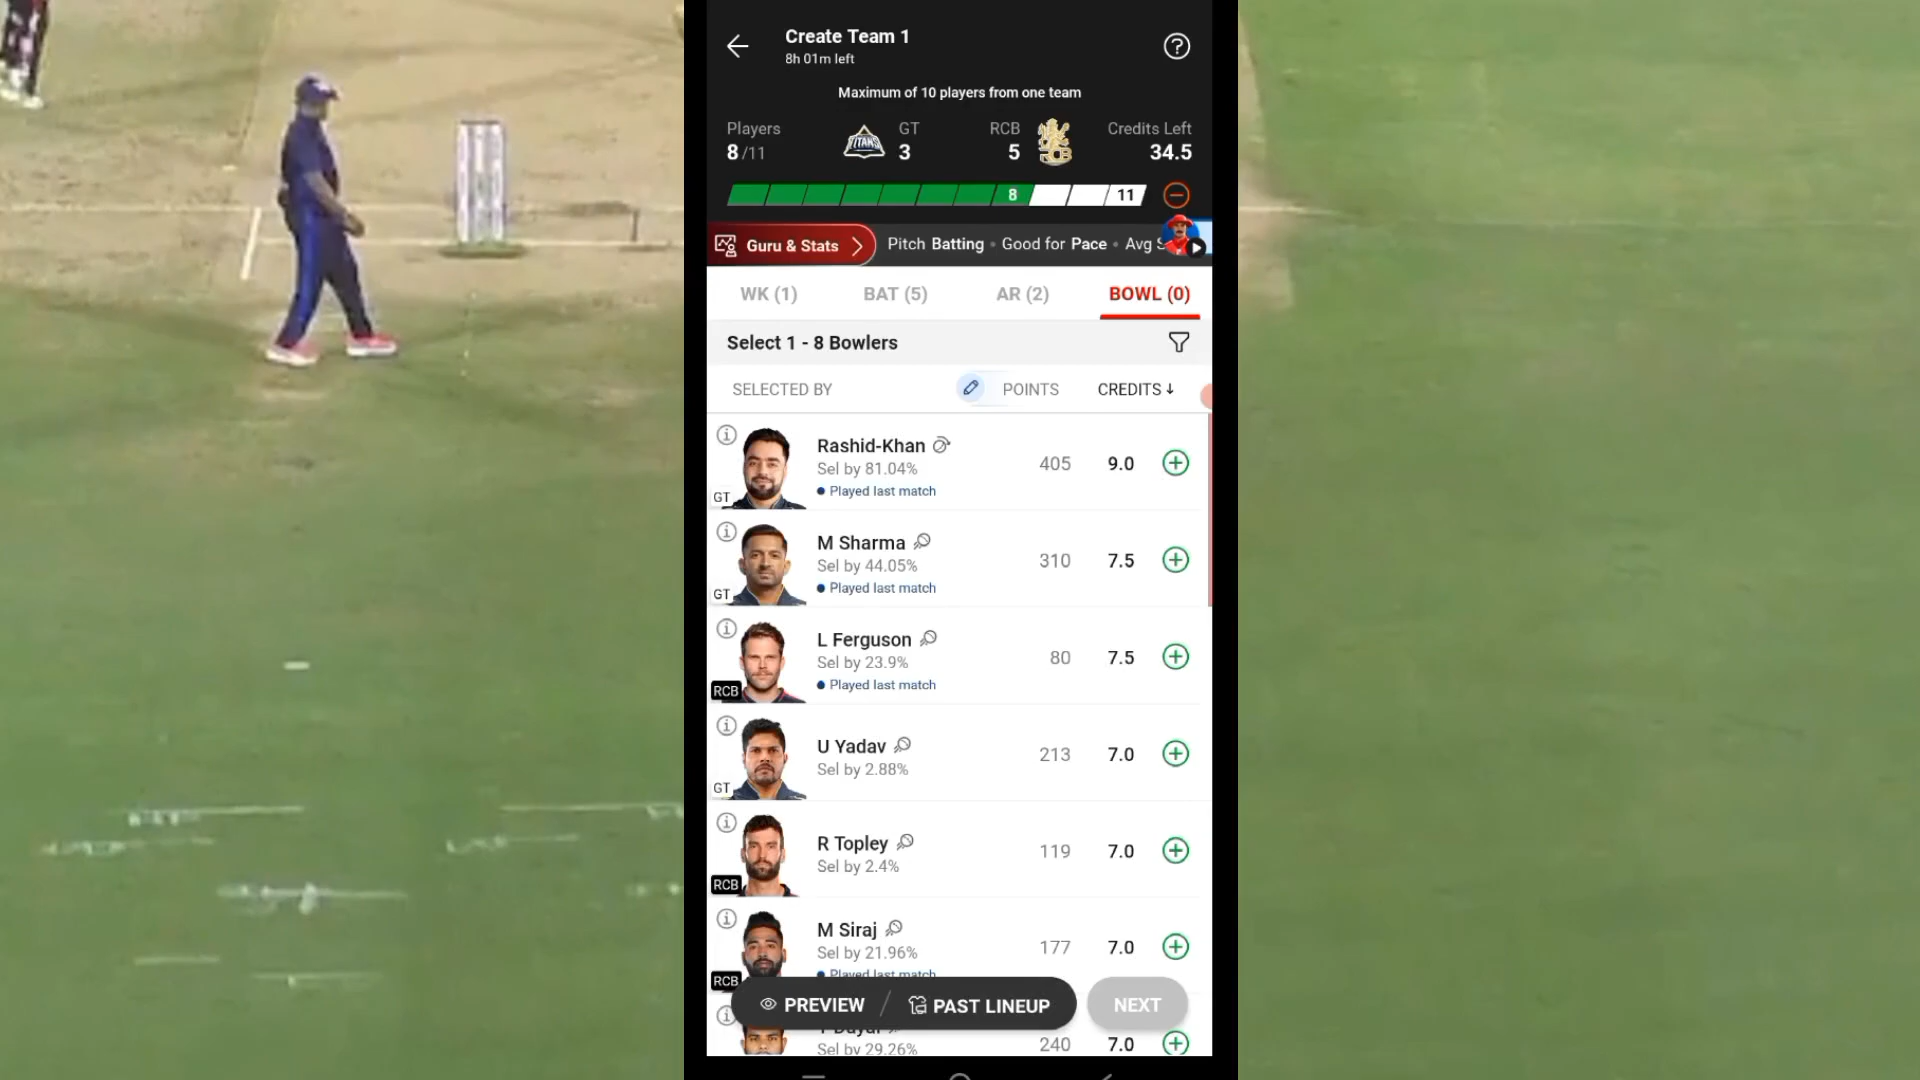 Create Team 1
8h 01m left
Maximum of 10 players from one team
Players GT RCB Credits Left
8 /11 3 5 34.5
TITANS
RCB
8 11
Guru & Stats Pitch Batting • Good for Pace • Avg S
WK (1) BAT (5) AR (2) BOWL (0)
Select 1 - 8 Bowlers
SELECTED BY POINTS CREDITS↓
Rashid-Khan
Sel by 81.04% 405 9.0
Played last match
GT
M Sharma
Sel by 44.05% 310 7.5
Played last match
GT
L Ferguson
Sel by 23.9% 80 7.5
Played last match
RCB
U Yadav
Sel by 2.88% 213 7.0
GT
R Topley
Sel by 2.4% 119 7.0
RCB
M Siraj
Sel by 21.96% 177 7.0
Played last match
RCB
PREVIEW / PAST LINEUP NEXT
Sel by 29.26% 240 7.0